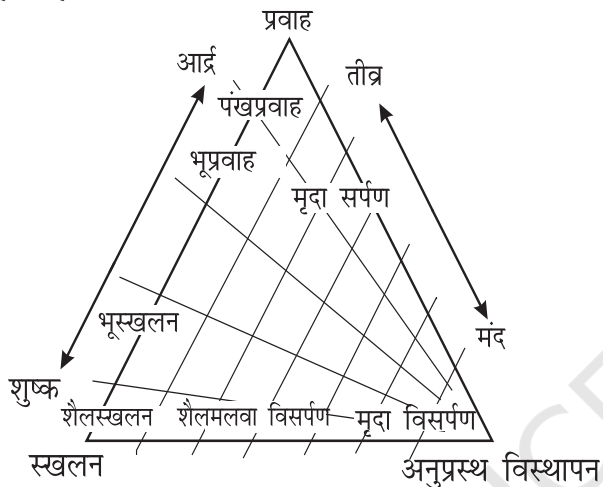 प्रवाह
आर्द्र
तीव्र
पंखप्रवाह
भूप्रवाह
मृदा सर्पण
भूस्खलन
मंद
शुष्क
शैलस्खलन शैलमलवा विसर्पण मृदा विसर्पण
स्खलन
अनुप्रस्थ विस्थापन